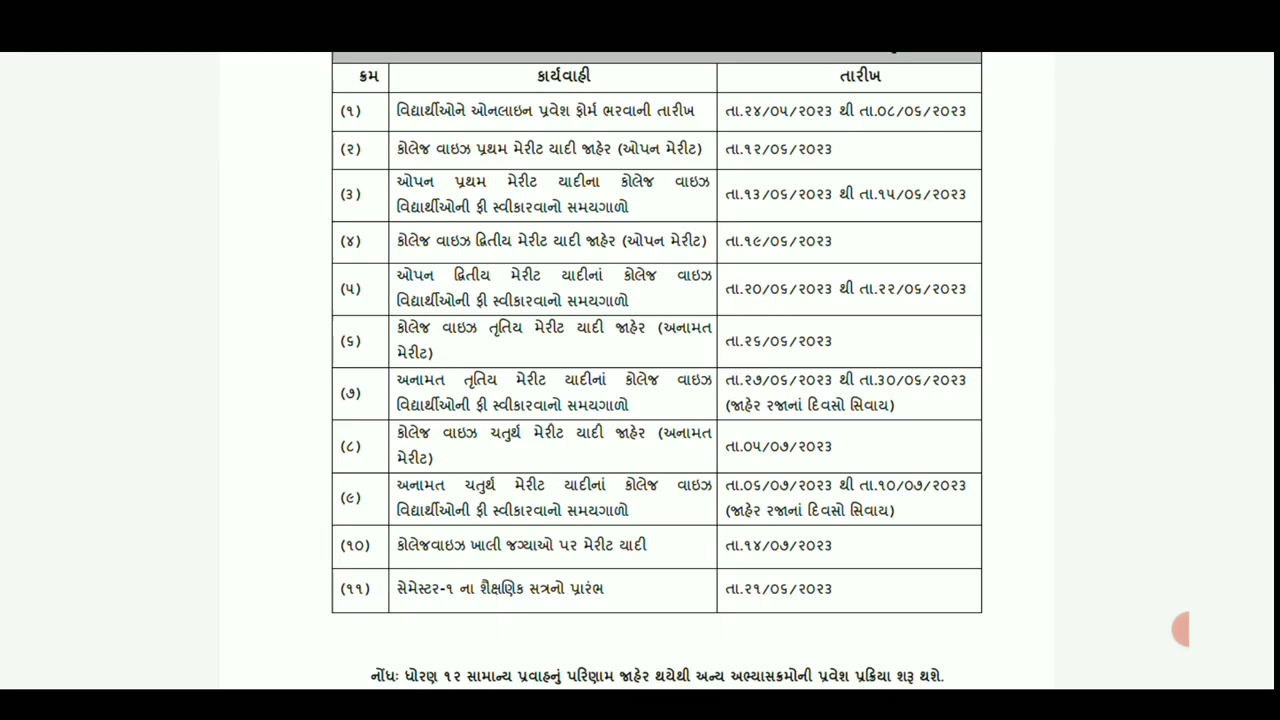 ક્રમ કાર્યવાહી તારીખ
(૧) વિદ્યાર્થીઓને ઓનલાઇન પ્રવેશ ફોર્મ ભરવાની તારીખ તા.૨૪/૦૫/૨૦૨૩ થી તા.૦૮/૦૬/૨૦૨૩
(૨) કોલેજ વાઇઝ પ્રથમ મેરીટ યાદી જાહેર (ઓપન મેરીટ) તા.૧૨/૦૬/૨૦૨૩
(૩) ઓપન પ્રથમ મેરીટ યાદીના કોલેજ વાઇઝ
વિદ્યાર્થીઓની ફી સ્વીકારવાનો સમયગાળો તા.૧૩/૦૬/૨૦૨૩ થી તા.૧૫/૦૬/૨૦૨૩
(૪) કોલેજ વાઇઝ દ્વિતીય મેરીટ યાદી જાહેર (ઓપન મેરીટ) તા.૧૯/૦૬/૨૦૨૩
(૫) ઓપન દ્વિતીય મેરીટ યાદીનાં કોલેજ વાઇઝ
વિદ્યાર્થીઓની ફી સ્વીકારવાનો સમયગાળો તા.૨૦/૦૬/૨૦૨૩ થી તા.૨૨/૦૬/૨૦૨૩
(૬) કોલેજ વાઇઝ તૃતિય મેરીટ યાદી જાહેર (અનામત
મેરીટ) તા.૨૬/૦૬/૨૦૨૩
(૭) અનામત તૃતિય મેરીટ યાદીનાં કોલેજ વાઇઝ તા.૨૭/૦૬/૨૦૨૩ થી તા.૩૦/૦૬/૨૦૨૩
વિદ્યાર્થીઓની ફી સ્વીકારવાનો સમયગાળો (જાહેર રજાનાં દિવસો સિવાય)
(૮) કોલેજ વાઇઝ ચતુર્થ મેરીટ યાદી જાહેર (અનામત
મેરીટ) તા.૦૫/૦૭/૨૦૨૩
(૯) અનામત ચતુર્થ મેરીટ યાદીનાં કોલેજ વાઇઝ તા.૦૬/૦૭/૨૦૨૩ થી તા.૧૦/૦૭/૨૦૨૩
વિદ્યાર્થીઓની ફી સ્વીકારવાનો સમયગાળો (જાહેર રજાનાં દિવસો સિવાય)
(૧૦) કોલેજવાઇઝ ખાલી જગ્યાઓ પર મેરીટ યાદી તા.૧૪/૦૭/૨૦૨૩
(૧૧) સેમેસ્ટર-૧ ના શૈક્ષણિક સત્રનો પ્રારંભ તા.૨૧/૦૬/૨૦૨૩
નોંધઃ ધોરણ ૧૨ સામાન્ય પ્રવાહનું પરિણામ જાહેર થયેથી અન્ય અભ્યાસક્રમોની પ્રવેશ પ્રક્રિયા શરૂ થશે.